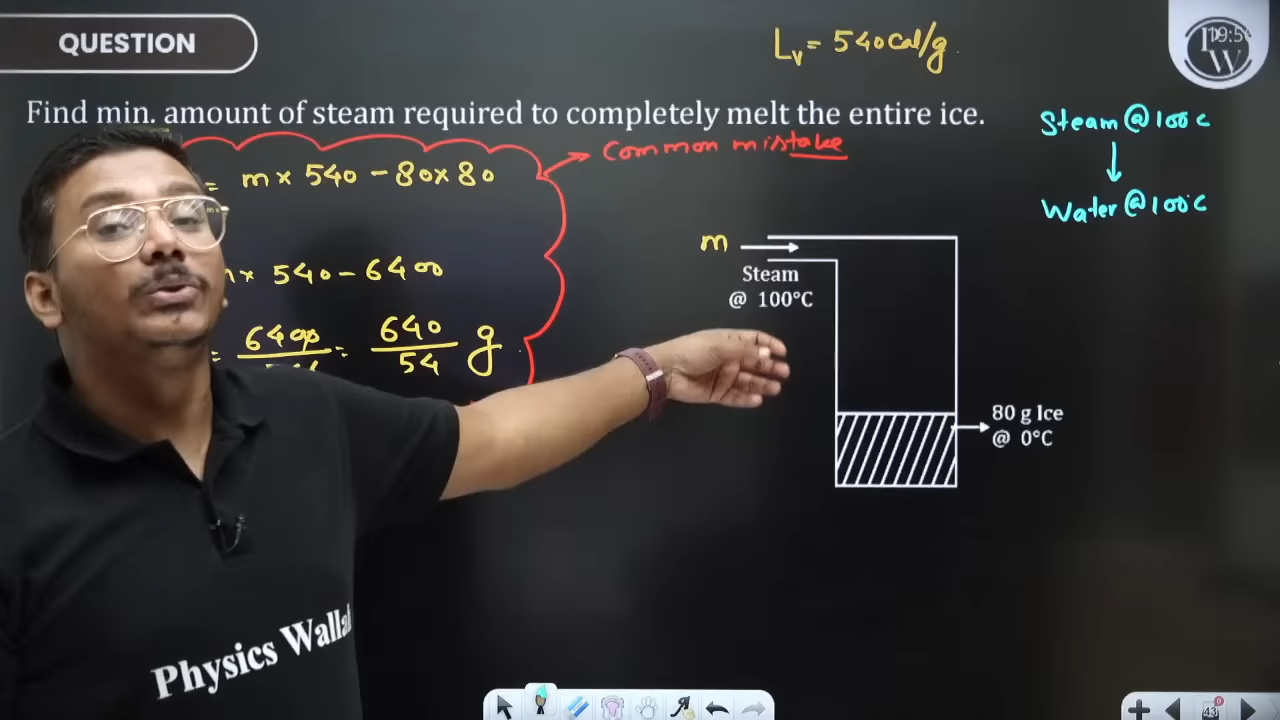 QUESTION
Lv = 540 cal/g.
Find min. amount of steam required to completely melt the entire ice.
Steam @ 100°C
Common mistake
= m × 540 - 80 × 80
Water @ 100°C
m
× 540 - 6400
Steam
@ 100°C
= 6400 = 640 g
54
80 g Ice
@ 0°C
Physics Wallah
43